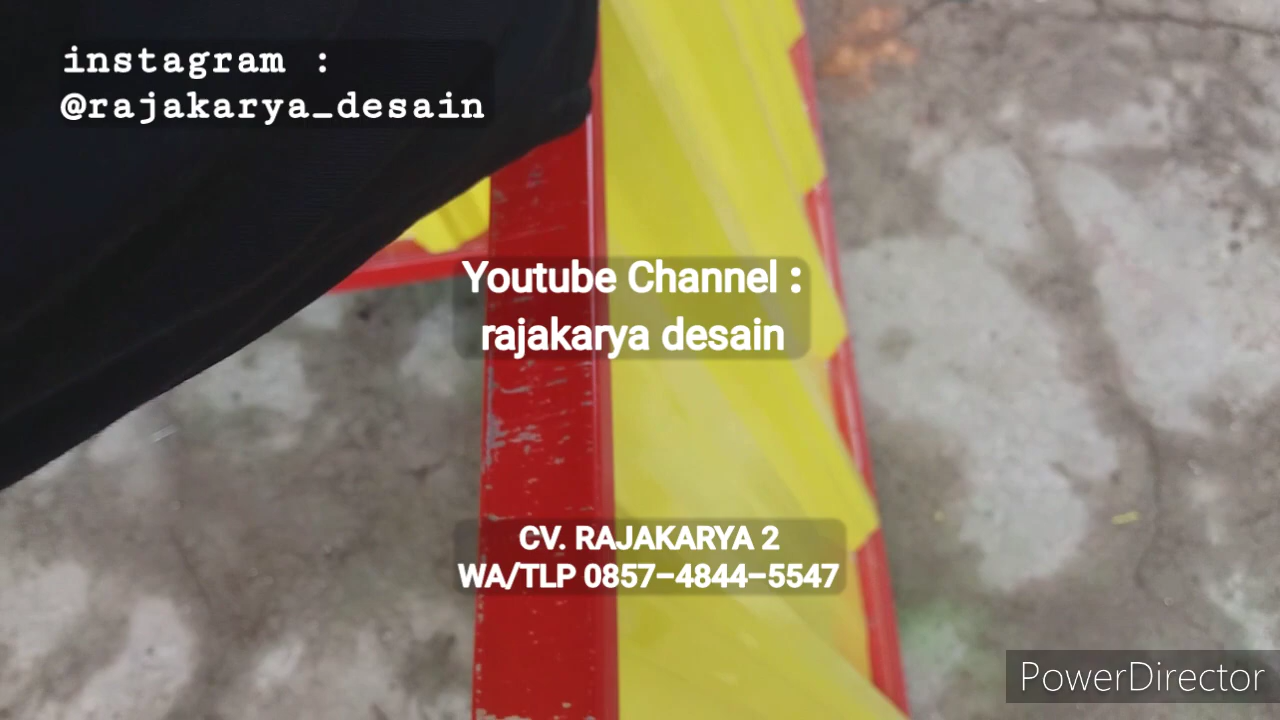 instagram :
@rajakarya_desain
Youtube Channel :
rajakarya desain
CV. RAJAKARYA 2
WA/TLP 0857-4844-5547
PowerDirector